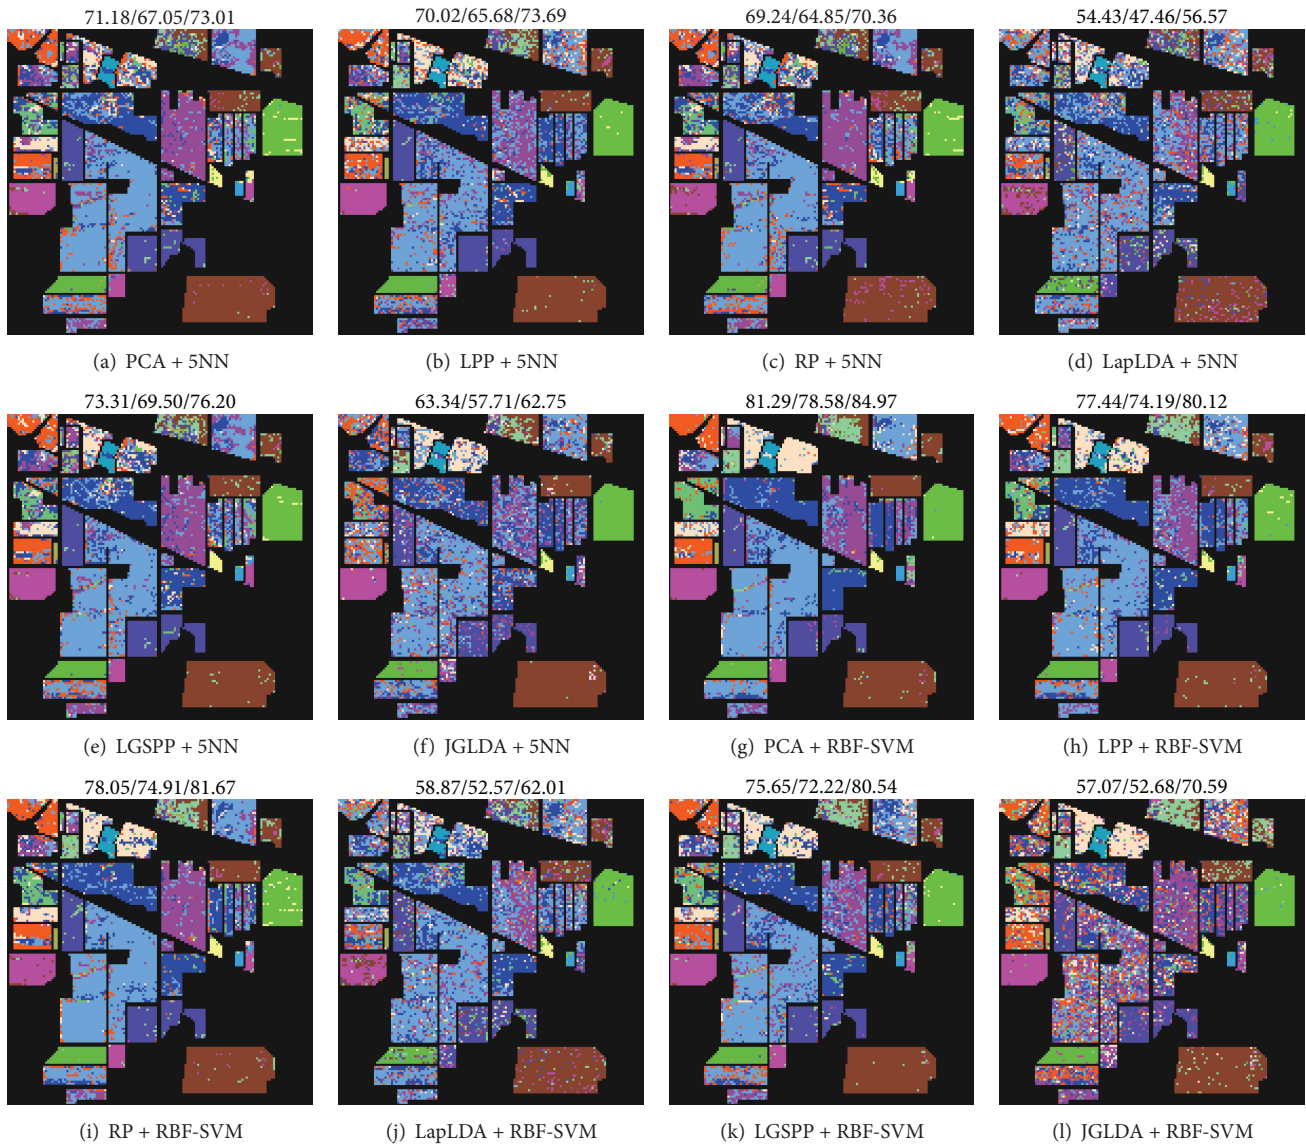 71.18/67.05/73.01
70.02/65.68/73.69
69.24/64.85/70.36
54.43/47.46/56.57
(a) PCA + 5NN
(b) LPP + 5NN
(c) RP + 5NN
(d) LapLDA + 5NN
73.31/69.50/76.20
63.34/57.71/62.75
81.29/78.58/84.97
77.44/74.19/80.12
(e) LGSPP + 5NN
(f) JGLDA + 5NN
(g) PCA + RBF-SVM
(h) LPP + RBF-SVM
78.05/74.91/81.67
58.87/52.57/62.01
75.65/72.22/80.54
57.07/52.68/70.59
(i) RP + RBF-SVM
(j) LapLDA + RBF-SVM
(k) LGSPP + RBF-SVM
(l) JGLDA + RBF-SVM